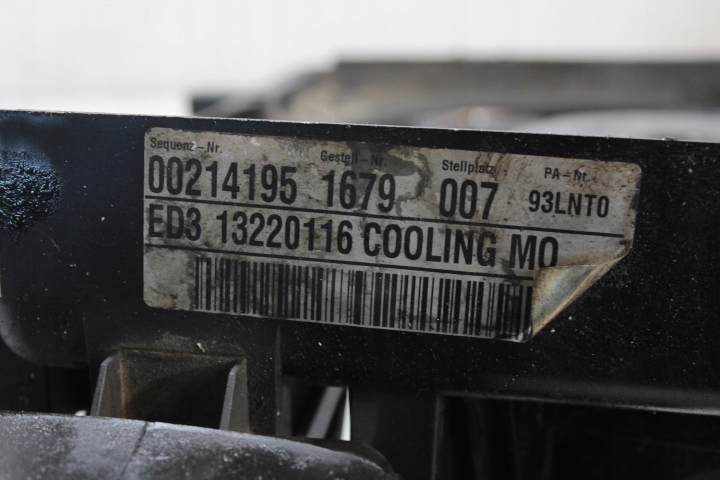 Sequenz-Nr. Gestell-Nr. Stellplatz PA-Nr.
00214195 1679 007 93LNT0
ED3 13220116 COOLING MO